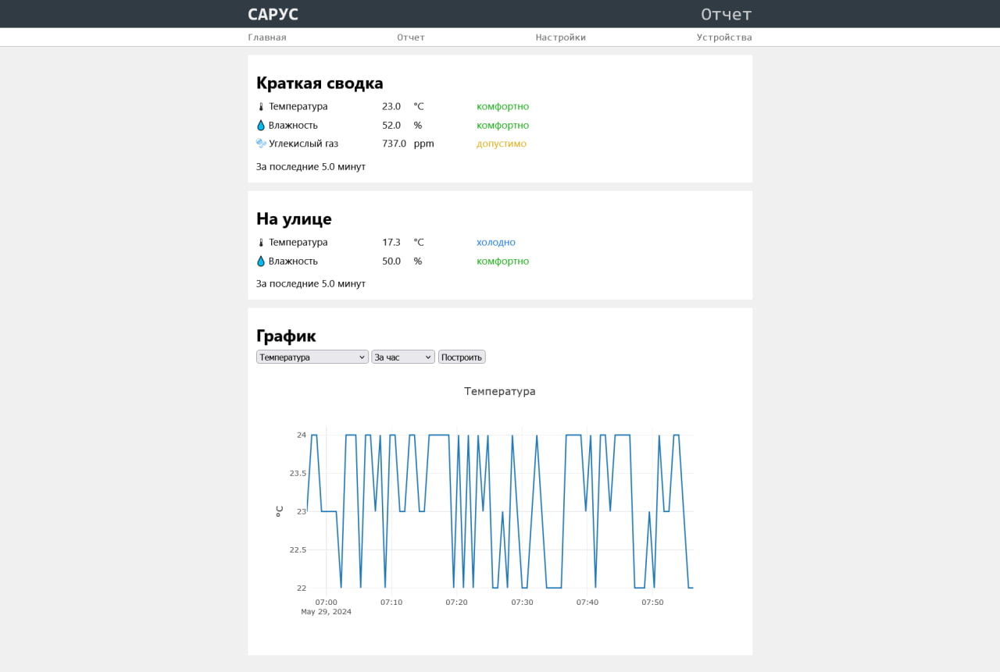 САРУС Отчет
Главная Отчет Настройки Устройства
Краткая сводка
Температура 23.0 °C комфортно
Влажность 52.0 % комфортно
Углекислый газ 737.0 ppm допустимо
За последние 5.0 минут
На улице
Температура 17.3 °C холодно
Влажность 50.0 % комфортно
За последние 5.0 минут
График
Температура За час Построить
Температура
24
23.5
°C
23
22.5
22
07:00 07:10 07:20 07:30 07:40 07:50
May 29, 2024